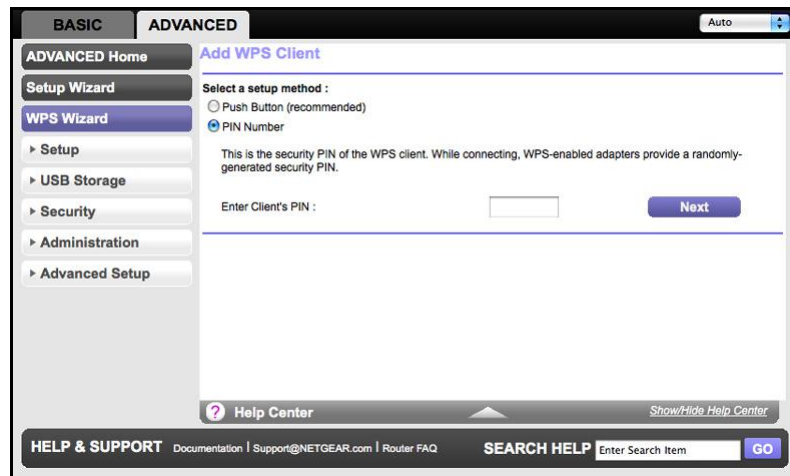 BASIC
ADVANCED
Auto
ADVANCED Home
Setup Wizard
WPS Wizard
Setup
USB Storage
Security
Administration
Advanced Setup
Add WPS Client
Select a setup method :
Push Button (recommended)
PIN Number
This is the security PIN of the WPS client. While connecting, WPS-enabled adapters provide a randomly-
generated security PIN.
Enter Client's PIN :
Next
? Help Center
Show/Hide Help Center
HELP & SUPPORT Documentation | Support@NETGEAR.com | Router FAQ
SEARCH HELP Enter Search Item GO